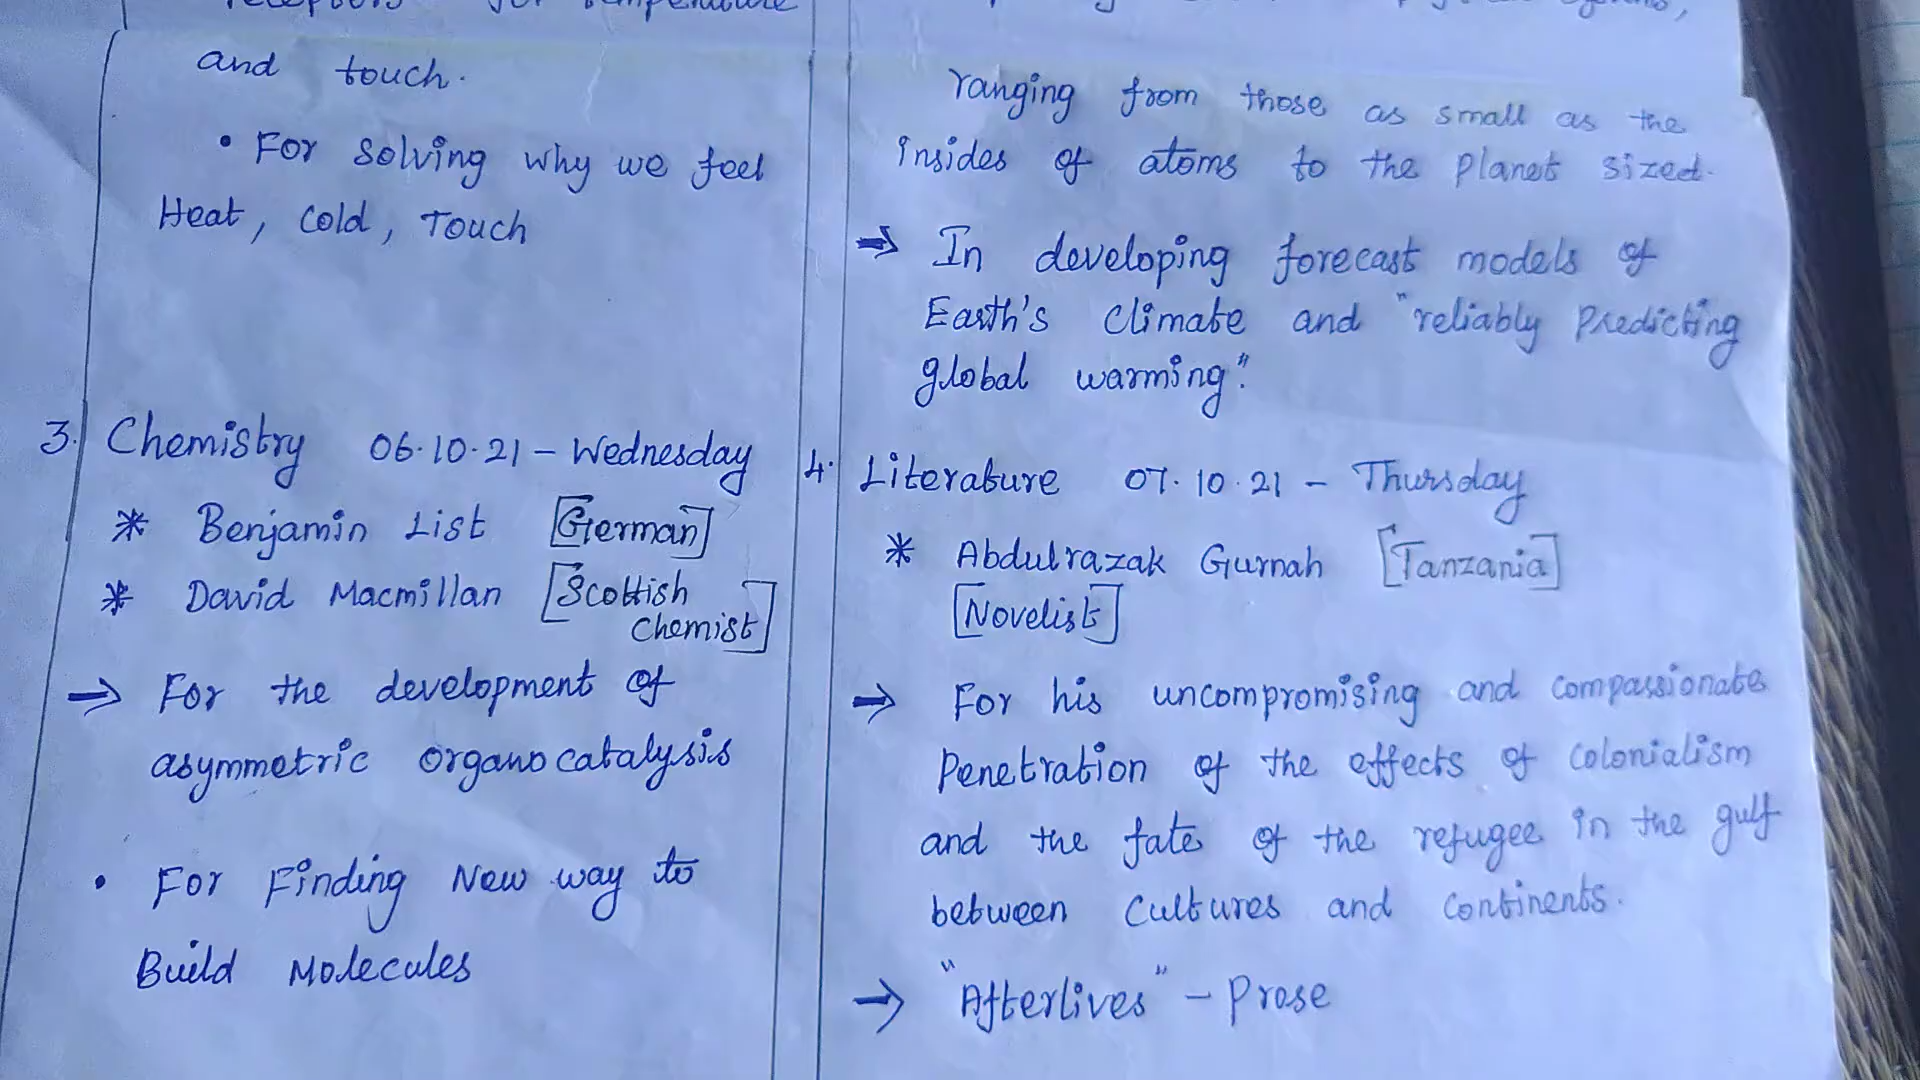 receptors for temperature
and touch.
• For Solving why we feel
Heat, Cold, Touch
3. Chemistry 06.10.21 - Wednesday
* Benjamin List [German]
* David Macmillan [Scottish
Chemist]
⇒ For the development of
asymmetric organo catalysis
• For Finding New way to
Build Molecules
ranging from those as small as the
insides of atoms to the Planet sized.
⇒ In developing forecast models of
Earth's Climate and "reliably Predicting
global warming".
4. Literature 07.10.21 - Thursday
* Abdulrazak Gurnah [Tanzania]
[Novelist]
⇒ For his uncompromising and compassionate
Penetration of the effects of Colonialism
and the fate of the refugee in the gulf
between Cultures and Continents.
→ "Afterlives" - Prose